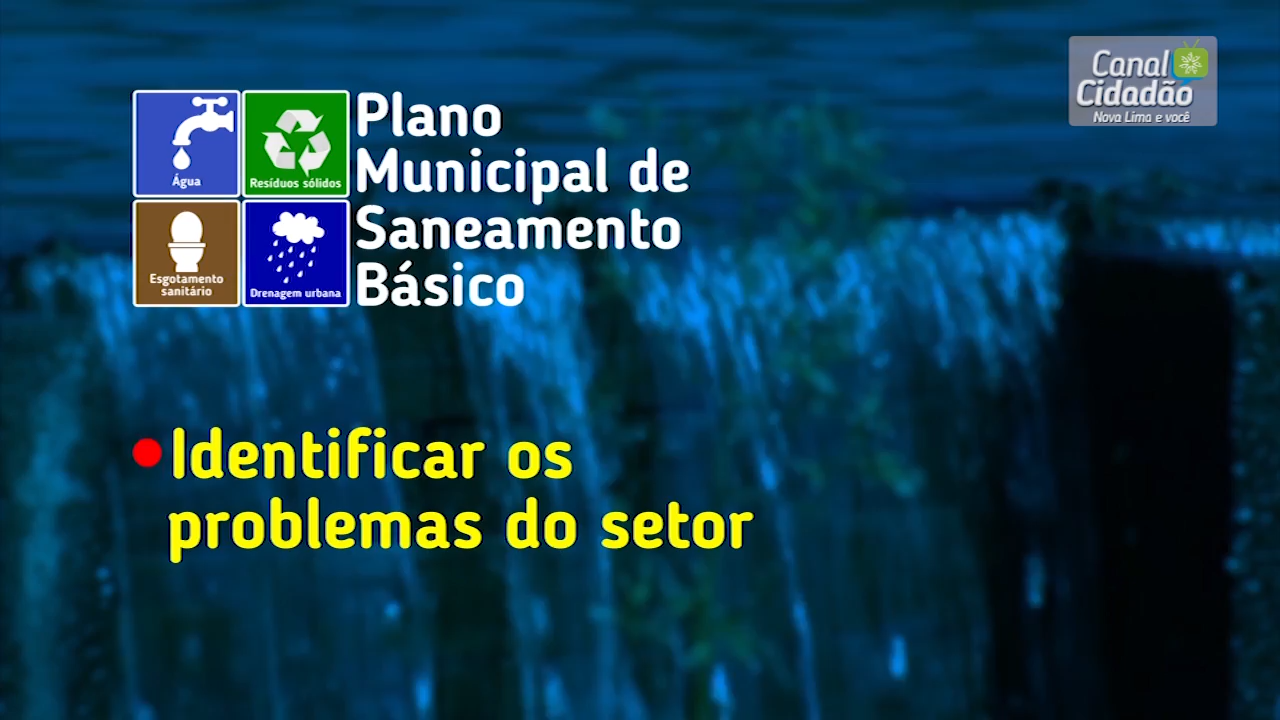 Canal
Cidadão
Nova Lima e você
Água
Resíduos sólidos
Esgotamento
sanitário
Drenagem urbana
Plano
Municipal de
Saneamento
Básico
Identificar os
problemas do setor